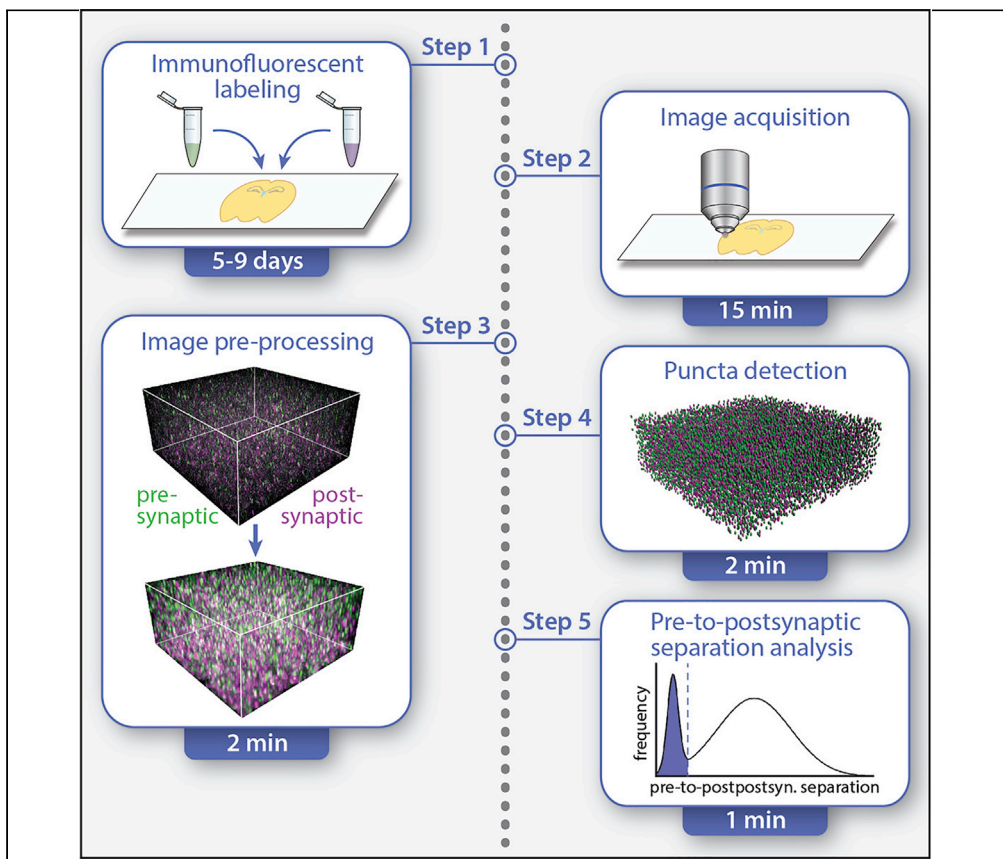 Step 1
Immunofluorescent
labeling
5-9 days
Step 2
Image acquisition
15 min
Step 3
Image pre-processing
pre-
synaptic
post-
synaptic
2 min
Step 4
Puncta detection
2 min
Step 5
Pre-to-postsynaptic
separation analysis
frequency
pre-to-postpostsyn. separation
1 min